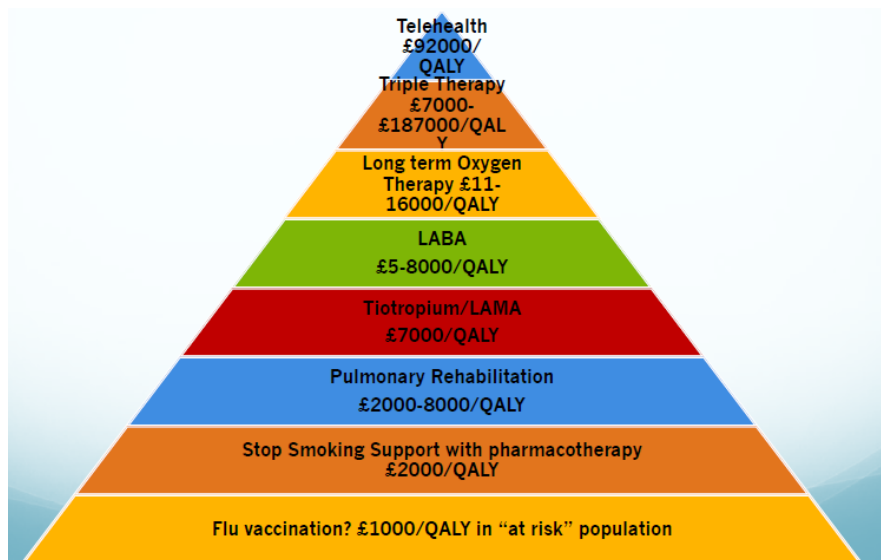 Telehealth
£92000/
QALY
Triple Therapy
£7000-
£187000/QAL
Y
Long term Oxygen
Therapy £11-
16000/QALY
LABA
£5-8000/QALY
Tiotropium/LAMA
£7000/QALY
Pulmonary Rehabilitation
£2000-8000/QALY
Stop Smoking Support with pharmacotherapy
£2000/QALY
Flu vaccination? £1000/QALY in “at risk” population